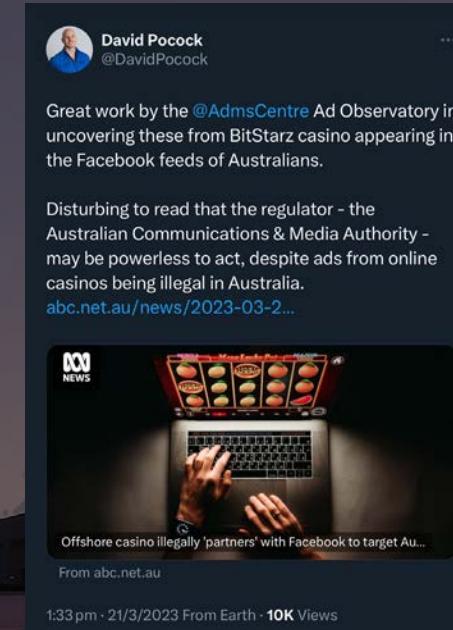 David Pocock
@DavidPocock
Great work by the @AdmsCentre Ad Observatory in
uncovering these from BitStarz casino appearing in
the Facebook feeds of Australians.
Disturbing to read that the regulator - the
Australian Communications & Media Authority -
may be powerless to act, despite ads from online
casinos being illegal in Australia.
abc.net.au/news/2023-03-2...
NEWS
Offshore casino illegally 'partners' with Facebook to target Au...
From abc.net.au
1:33 pm · 21/3/2023 From Earth · 10K Views